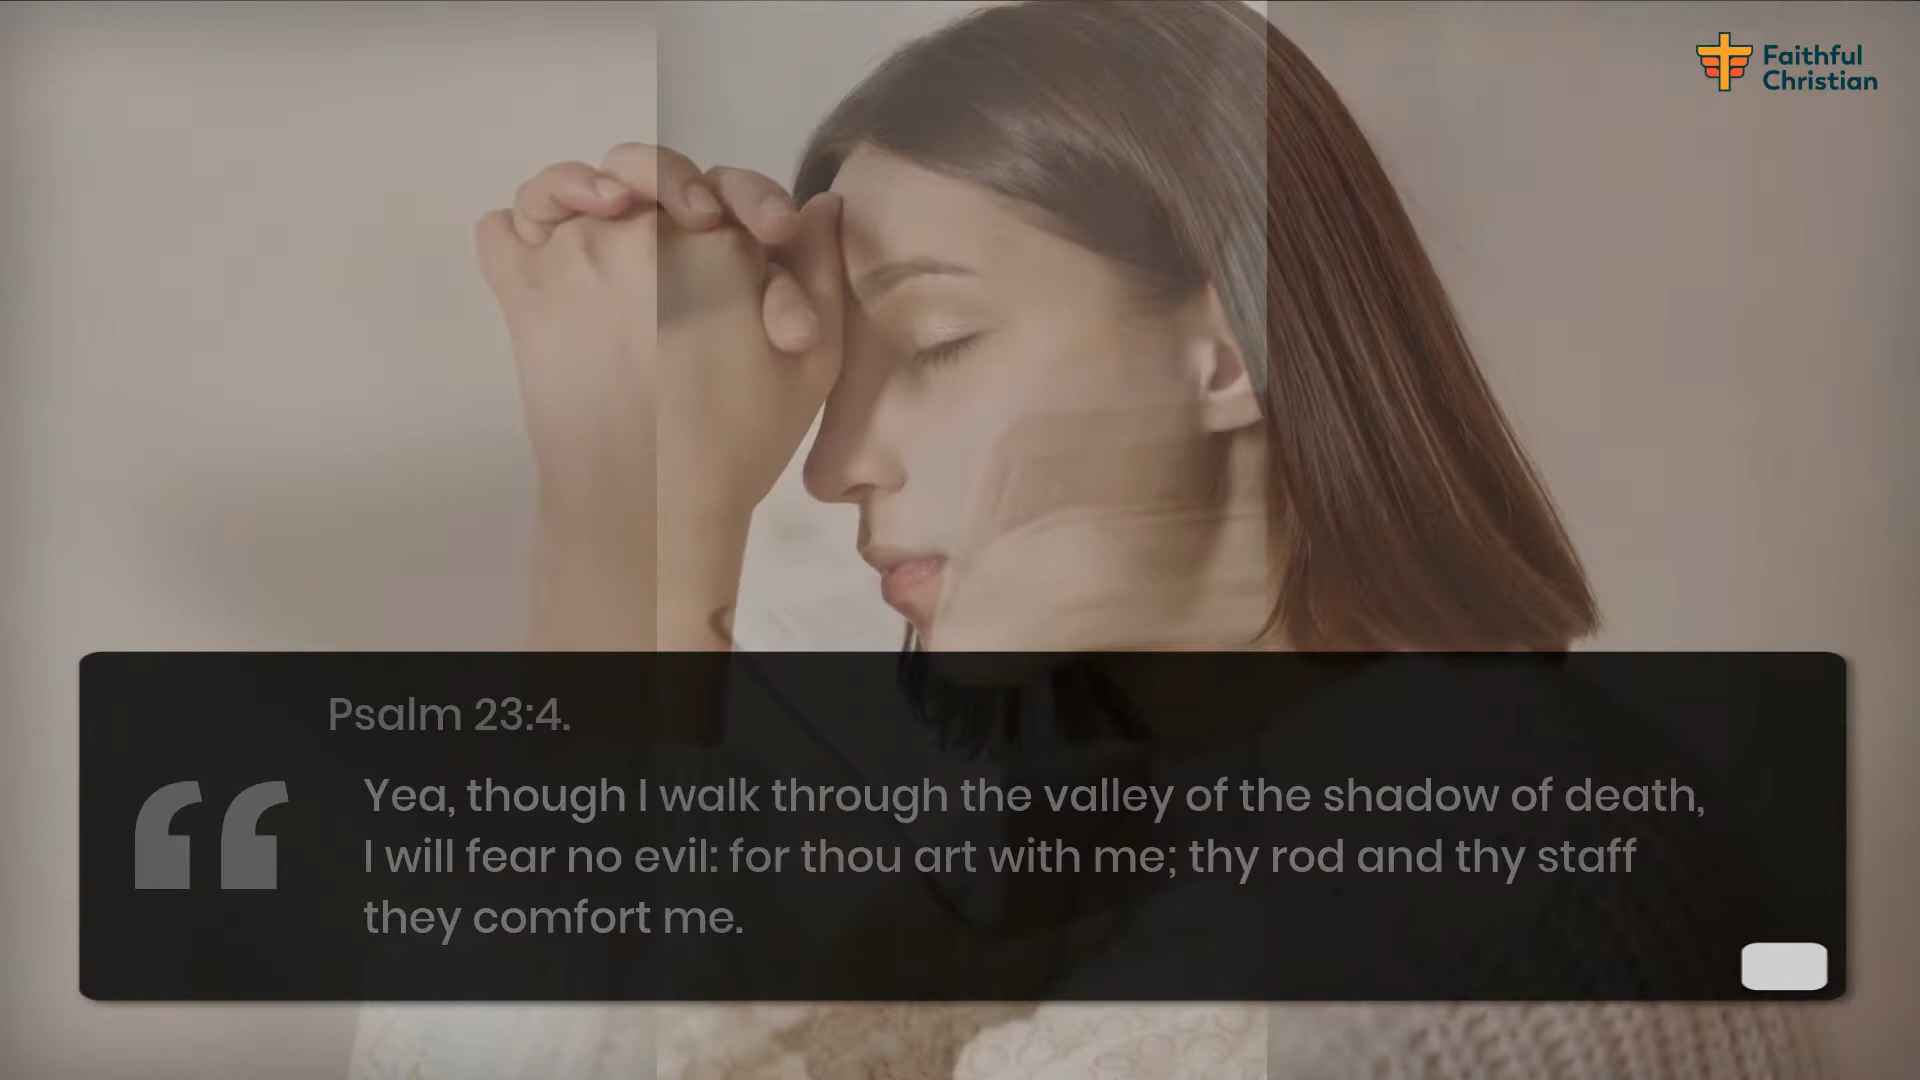 Faithful
Christian
Psalm 23:4.
Yea, though I walk through the valley of the shadow of death,
I will fear no evil: for thou art with me; thy rod and thy staff
they comfort me.